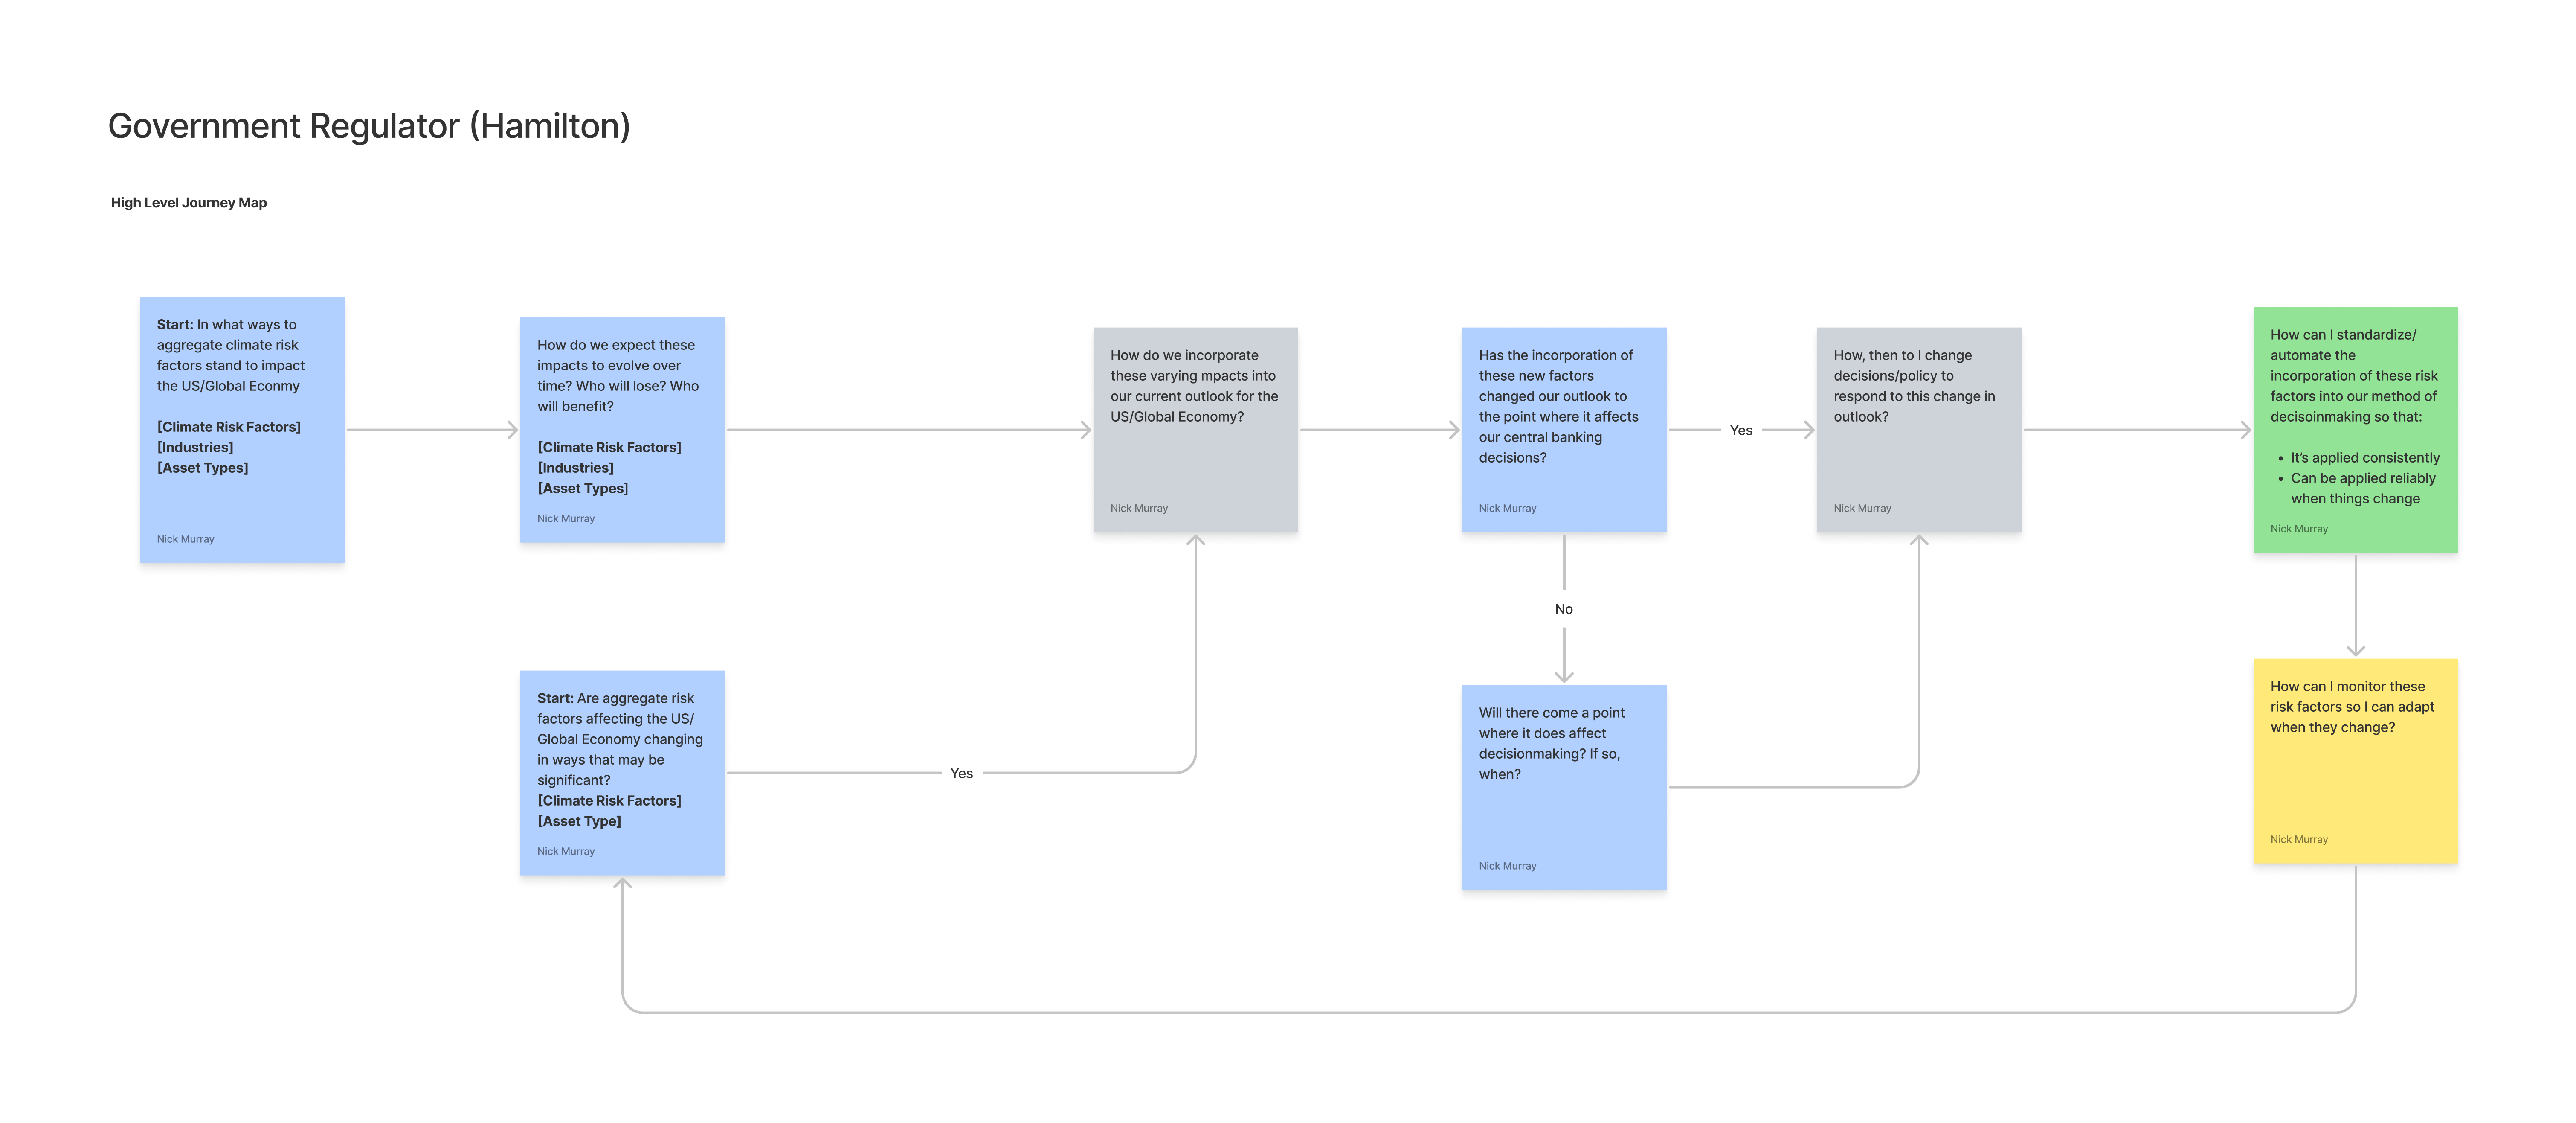 Government Regulator (Hamilton)
High Level Journey Map
Start: In what ways to
aggregate climate risk
factors stand to impact
the US/Global Econmy
[Climate Risk Factors]
[Industries]
[Asset Types]
Nick Murray
How do we expect these
impacts to evolve over
time? Who will lose? Who
will benefit?
[Climate Risk Factors]
[Industries]
[Asset Types]
Nick Murray
How do we incorporate
these varying mpacts into
our current outlook for the
US/Global Economy?
Nick Murray
Has the incorporation of
these new factors
changed our outlook to
the point where it affects
our central banking
decisions?
Nick Murray
Yes
How, then to I change
decisions/policy to
respond to this change in
outlook?
Nick Murray
How can I standardize/
automate the
incorporation of these risk
factors into our method of
decisoinmaking so that:
• It's applied consistently
• Can be applied reliably
when things change
Nick Murray
No
Start: Are aggregate risk
factors affecting the US/
Global Economy changing
in ways that may be
significant?
[Climate Risk Factors]
[Asset Type]
Nick Murray
Yes
Will there come a point
where it does affect
decisionmaking? If so,
when?
Nick Murray
How can I monitor these
risk factors so I can adapt
when they change?
Nick Murray